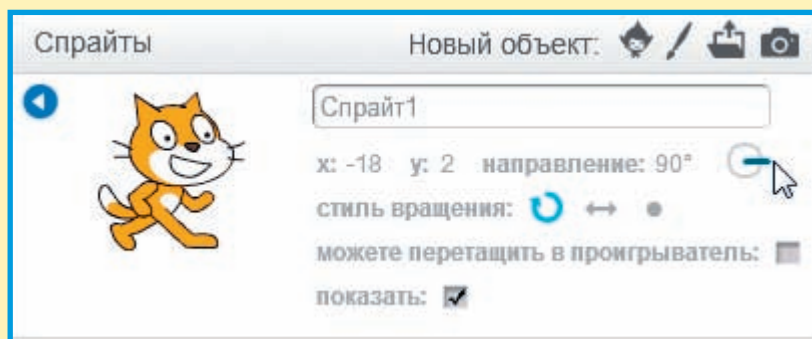 Спрайты Новый объект:
Спрайт1
x: -18 y: 2 направление: 90°
стиль вращения:
можете перетащить в проигрыватель:
показать: